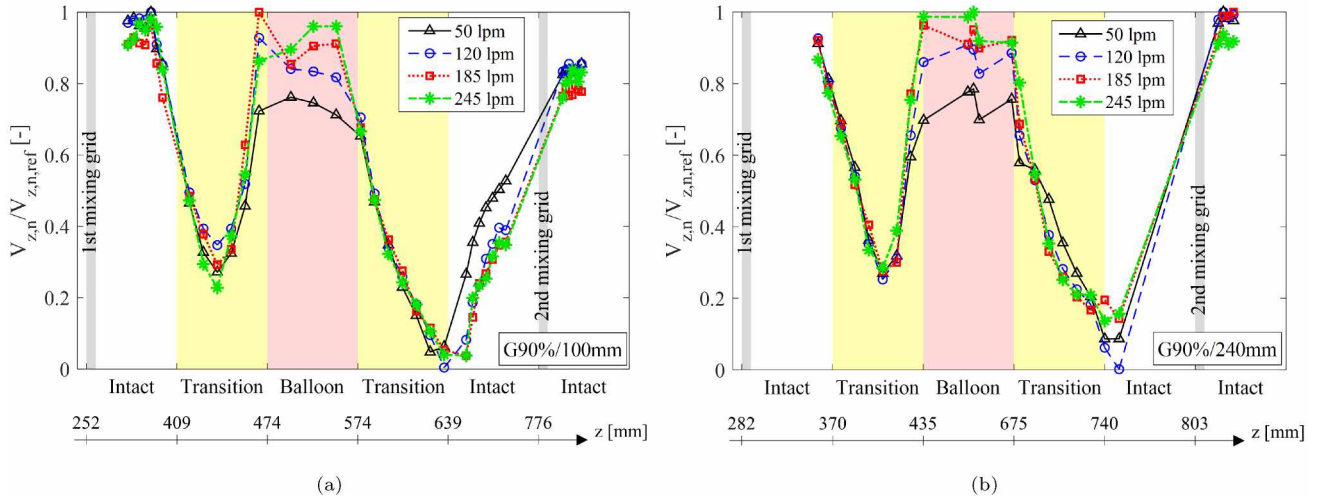 V_z,n/V_z,n,ref [-]
1
0.8
0.6
0.4
0.2
0
1st mixing grid
2nd mixing grid
50 lpm
120 lpm
185 lpm
245 lpm
G90%/100mm
Intact Transition Balloon Transition Intact Intact
252 409 474 574 639 776 z [mm]
(a)
V_z,n/V_z,n,ref [-]
1
0.8
0.6
0.4
0.2
0
1st mixing grid
2nd mixing grid
50 lpm
120 lpm
185 lpm
245 lpm
G90%/240mm
Intact Transition Balloon Transition Intact Intact
282 370 435 675 740 803 z [mm]
(b)